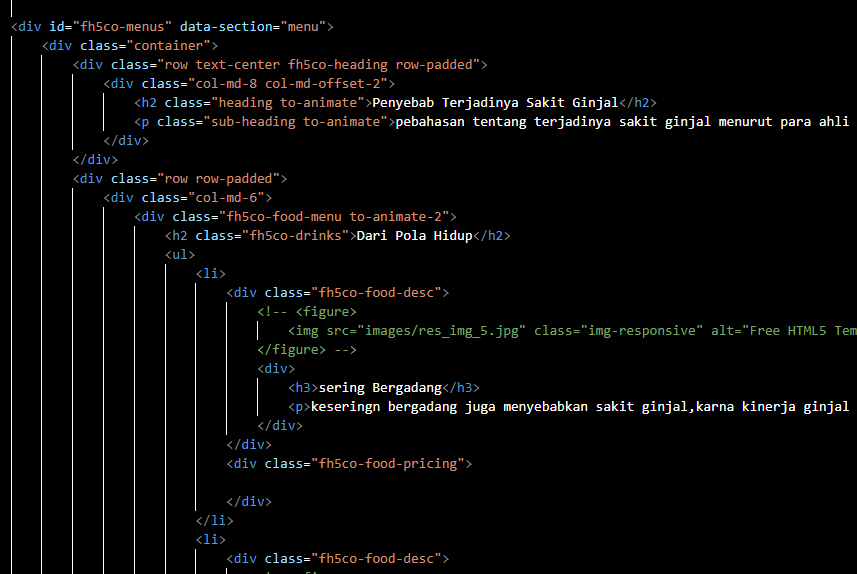 <div id="fh5co-menus" data-section="menu">
<div class="container">
<div class="row text-center fh5co-heading row-padded">
<div class="col-md-8 col-md-offset-2">
<h2 class="heading to-animate">Penyebab Terjadinya Sakit Ginjal</h2>
<p class="sub-heading to-animate">pebahasan tentang terjadinya sakit ginjal menurut para ahli
</div>
</div>
<div class="row row-padded">
<div class="col-md-6">
<div class="fh5co-food-menu to-animate-2">
<h2 class="fh5co-drinks">Dari Pola Hidup</h2>
<ul>
<li>
<div class="fh5co-food-desc">
<!-- <figure>
<img src="images/res_img_5.jpg" class="img-responsive" alt="Free HTML5 Tem
</figure> -->
<div>
<h3>sering Bergadang</h3>
<p>keseringn bergadang juga menyebabkan sakit ginjal,karna kinerja ginjal
</div>
</div>
<div class="fh5co-food-pricing">
</div>
</li>
<li>
<div class="fh5co-food-desc">